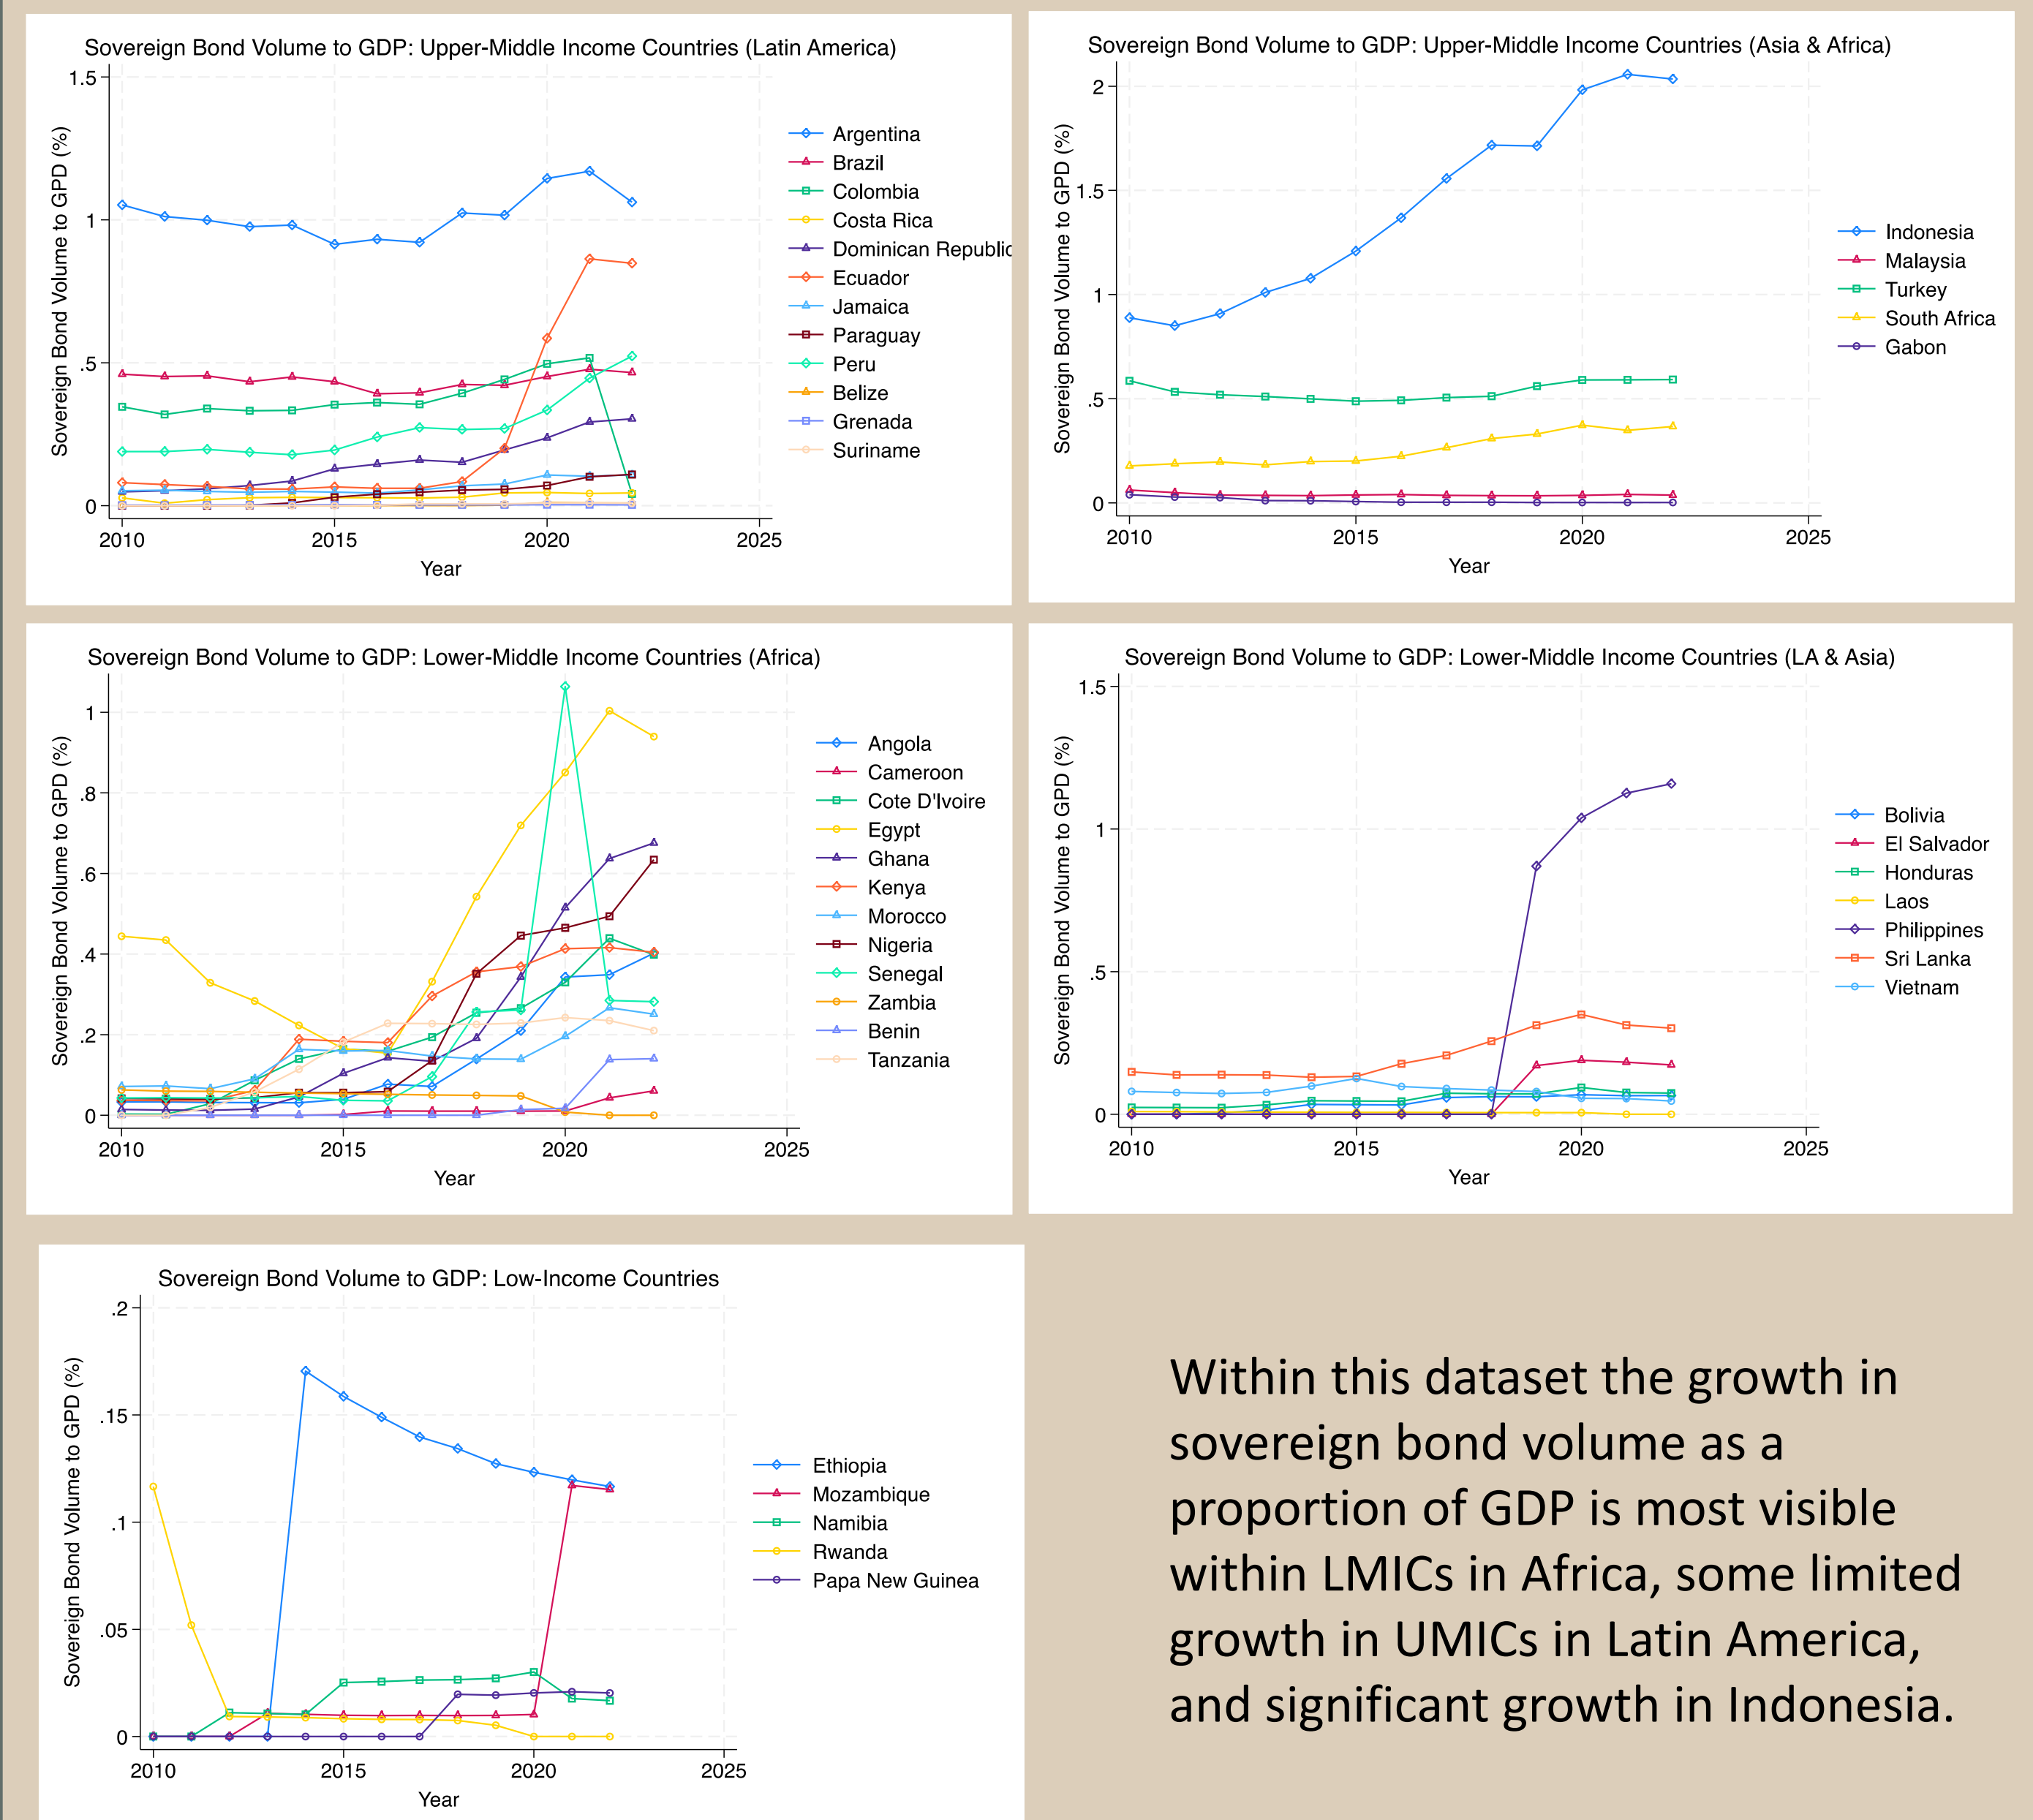 Sovereign Bond Volume to GDP: Upper-Middle Income Countries (Latin America)
Sovereign Bond Volume to GPD (%)
1.5
1
.5
0
2010
2015
2020
2025
Year
Argentina
Brazil
Colombia
Costa Rica
Dominican Republic
Ecuador
Jamaica
Paraguay
Peru
Belize
Grenada
Suriname
Sovereign Bond Volume to GDP: Upper-Middle Income Countries (Asia & Africa)
Sovereign Bond Volume to GPD (%)
2
1.5
1
.5
0
2010
2015
2020
2025
Year
Indonesia
Malaysia
Turkey
South Africa
Gabon
Sovereign Bond Volume to GDP: Lower-Middle Income Countries (Africa)
Sovereign Bond Volume to GPD (%)
1
.8
.6
.4
.2
0
2010
2015
2020
2025
Year
Angola
Cameroon
Cote D'Ivoire
Egypt
Ghana
Kenya
Morocco
Nigeria
Senegal
Zambia
Benin
Tanzania
Sovereign Bond Volume to GDP: Lower-Middle Income Countries (LA & Asia)
Sovereign Bond Volume to GPD (%)
1.5
1
.5
0
2010
2015
2020
2025
Year
Bolivia
El Salvador
Honduras
Laos
Philippines
Sri Lanka
Vietnam
Sovereign Bond Volume to GDP: Low-Income Countries
Sovereign Bond Volume to GPD (%)
.2
.15
.1
.05
0
2010
2015
2020
2025
Year
Ethiopia
Mozambique
Namibia
Rwanda
Papa New Guinea
Within this dataset the growth in
sovereign bond volume as a
proportion of GDP is most visible
within LMICs in Africa, some limited
growth in UMICs in Latin America,
and significant growth in Indonesia.